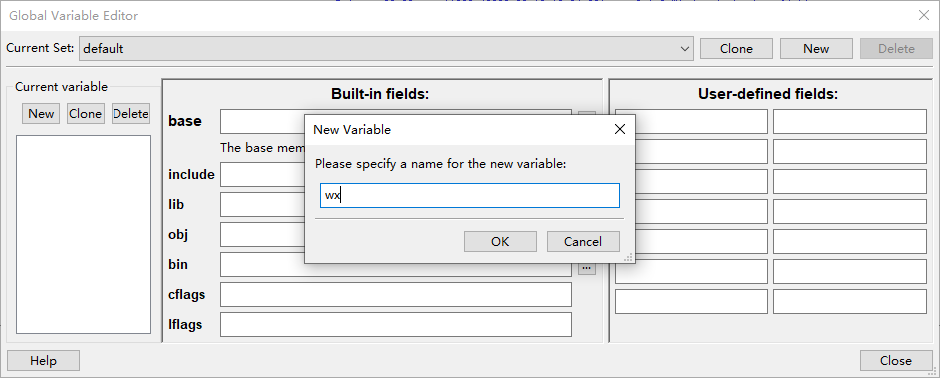 Global Variable Editor
Current Set: default Clone New Delete
Current variable
New Clone Delete
Built-in fields:
base
The base mem
include
lib
obj
bin ...
cflags
lflags
User-defined fields:
New Variable
Please specify a name for the new variable:
wx
OK Cancel
Help Close